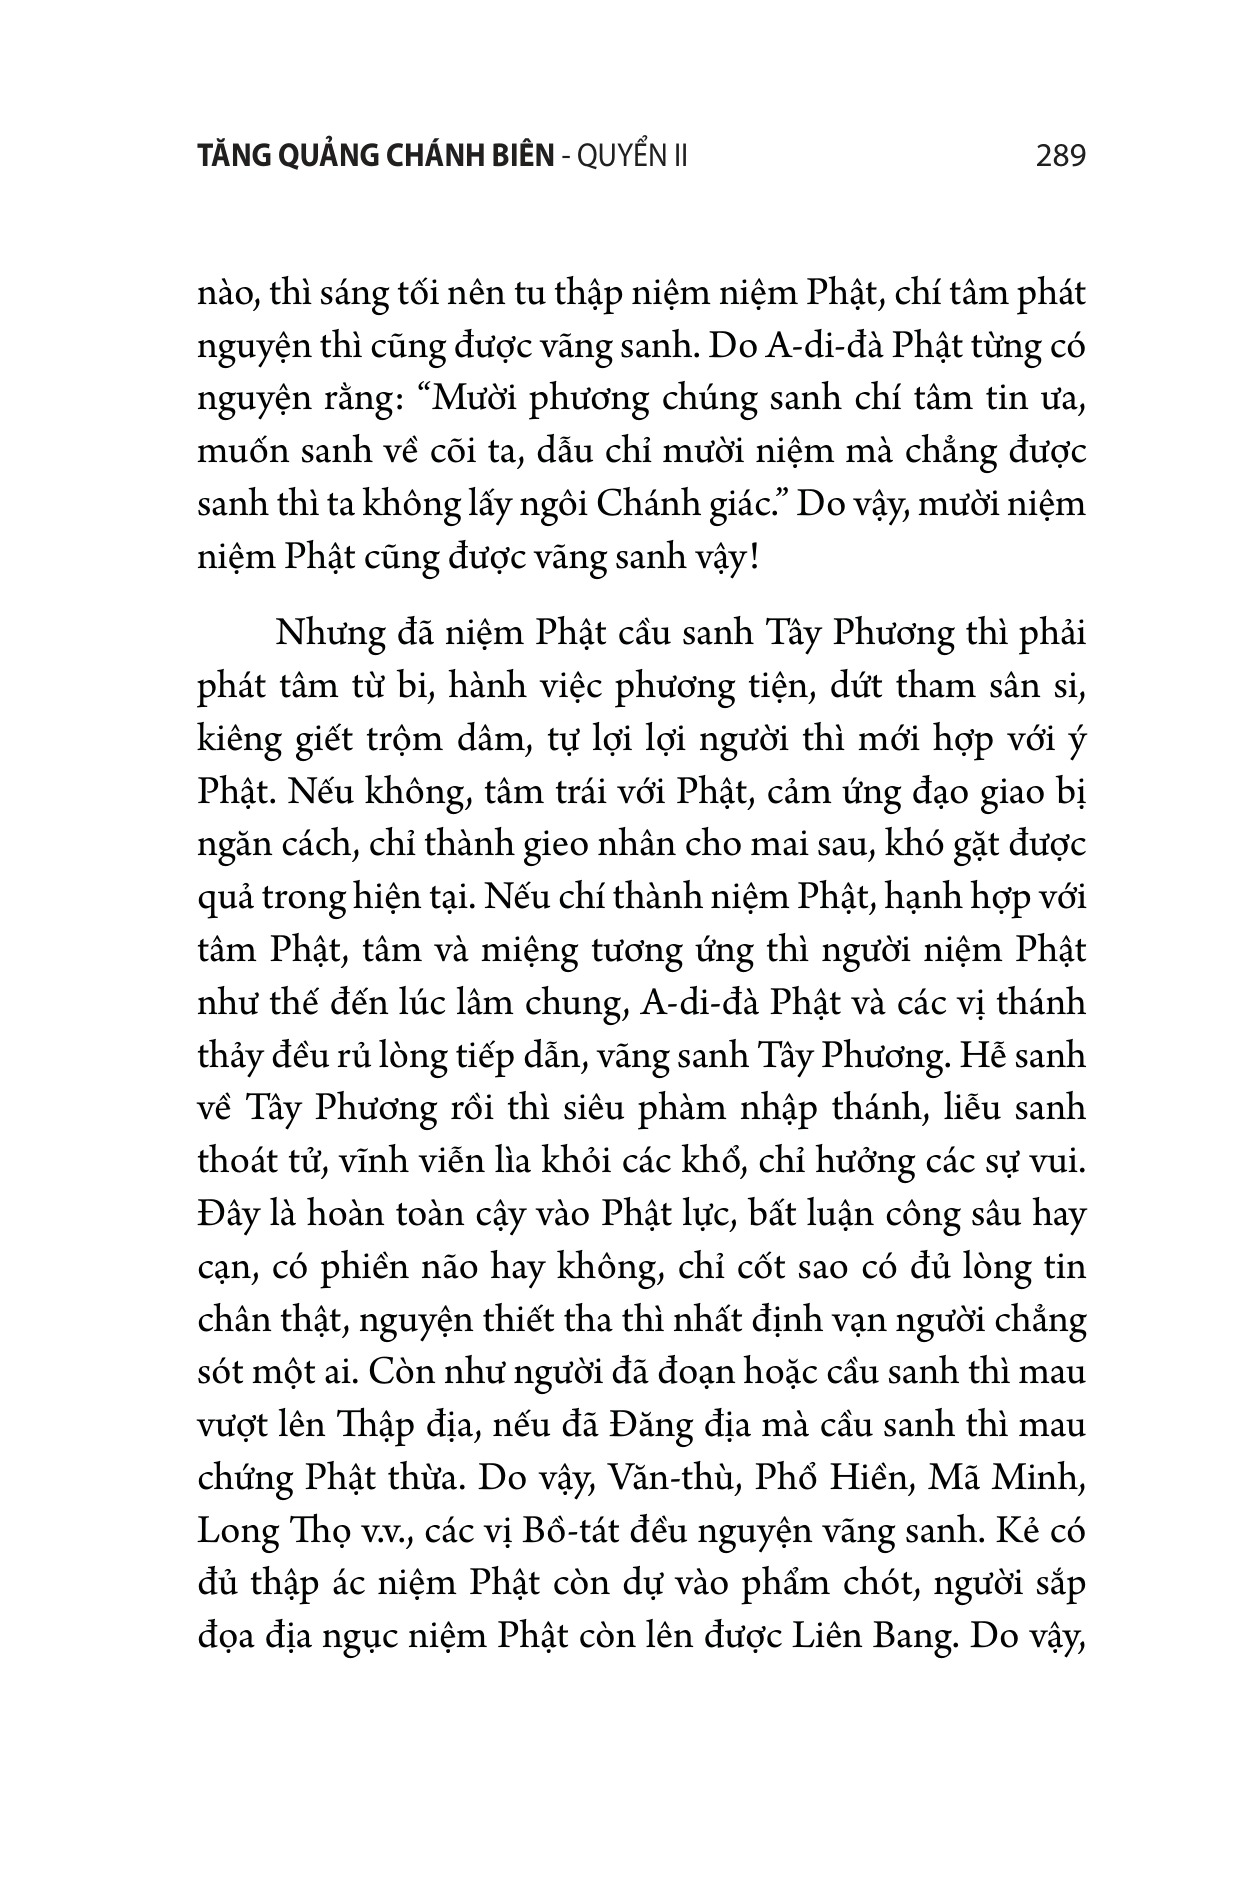 TĂNG QUẢNG CHÁNH BIÊN - QUYỂN II 289
nào, thì sáng tối nên tu thập niệm niệm Phật, chí tâm phát
nguyện thì cũng được vãng sanh. Do A-di-đà Phật từng có
nguyện rằng: “Mười phương chúng sanh chí tâm tin ưa,
muốn sanh về cõi ta, dẫu chỉ mười niệm mà chẳng được
sanh thì ta không lấy ngôi Chánh giác.” Do vậy, mười niệm
niệm Phật cũng được vãng sanh vậy!
Nhưng đã niệm Phật cầu sanh Tây Phương thì phải
phát tâm từ bi, hành việc phương tiện, dứt tham sân si,
kiêng giết trộm dâm, tự lợi lợi người thì mới hợp với ý
Phật. Nếu không, tâm trái với Phật, cảm ứng đạo giao bị
ngăn cách, chỉ thành gieo nhân cho mai sau, khó gặt được
quả trong hiện tại. Nếu chí thành niệm Phật, hạnh hợp với
tâm Phật, tâm và miệng tương ứng thì người niệm Phật
như thế đến lúc lâm chung, A-di-đà Phật và các vị thánh
thảy đều rủ lòng tiếp dẫn, vãng sanh Tây Phương. Hễ sanh
về Tây Phương rồi thì siêu phàm nhập thánh, liễu sanh
thoát tử, vĩnh viễn lìa khỏi các khổ, chỉ hưởng các sự vui.
Đây là hoàn toàn cậy vào Phật lực, bất luận công sâu hay
cạn, có phiền não hay không, chỉ cốt sao có đủ lòng tin
chân thật, nguyện thiết tha thì nhất định vạn người chẳng
sót một ai. Còn như người đã đoạn hoặc cầu sanh thì mau
vượt lên Thập địa, nếu đã Đăng địa mà cầu sanh thì mau
chứng Phật thừa. Do vậy, Văn-thù, Phổ Hiền, Mã Minh,
Long Thọ v.v., các vị Bồ-tát đều nguyện vãng sanh. Kẻ có
đủ thập ác niệm Phật còn dự vào phẩm chót, người sắp
đọa địa ngục niệm Phật còn lên được Liên Bang. Do vậy,